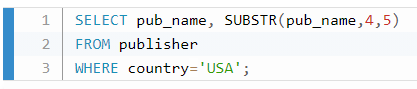 1 SELECT pub_name, SUBSTR(pub_name,4,5)
2 FROM publisher
3 WHERE country='USA';